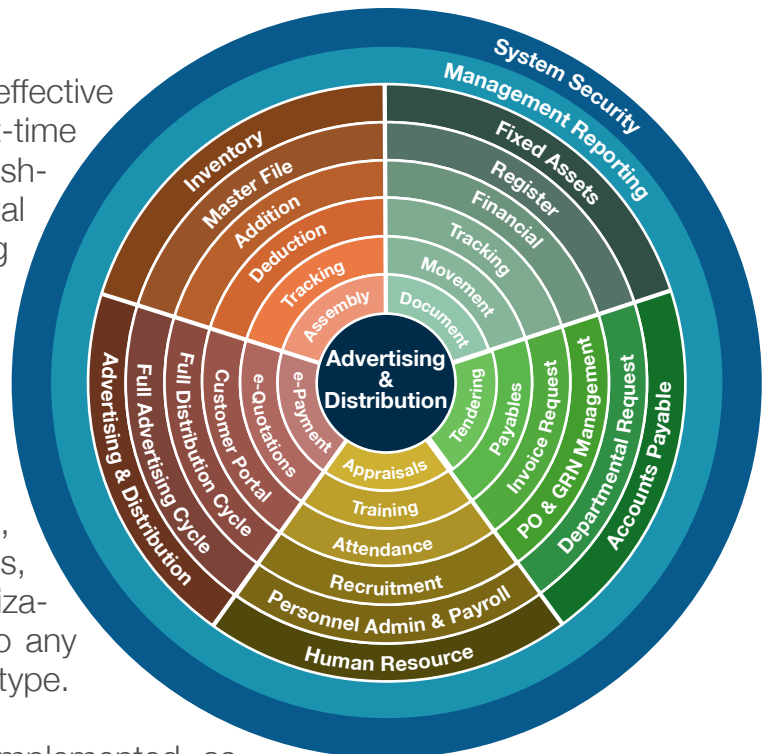 effective
-time
sh-
tal
g
,
s,
iza-
o any
type.
System Security
Management Reporting
Fixed Assets
Register
Financial
Tracking
Movement
Document
Inventory
Master File
Addition
Deduction
Tracking
Assembly
Advertising
&
Distribution
Advertising & Distribution
Full Advertising Cycle
Full Distribution Cycle
Customer Portal
e-Quotations
e-Payment
Tendering
Payables
Invoice Request
PO & GRN Management
Departmental Request
Accounts Payable
Appraisals
Training
Attendance
Recruitment
Personnel Admin & Payroll
Human Resource